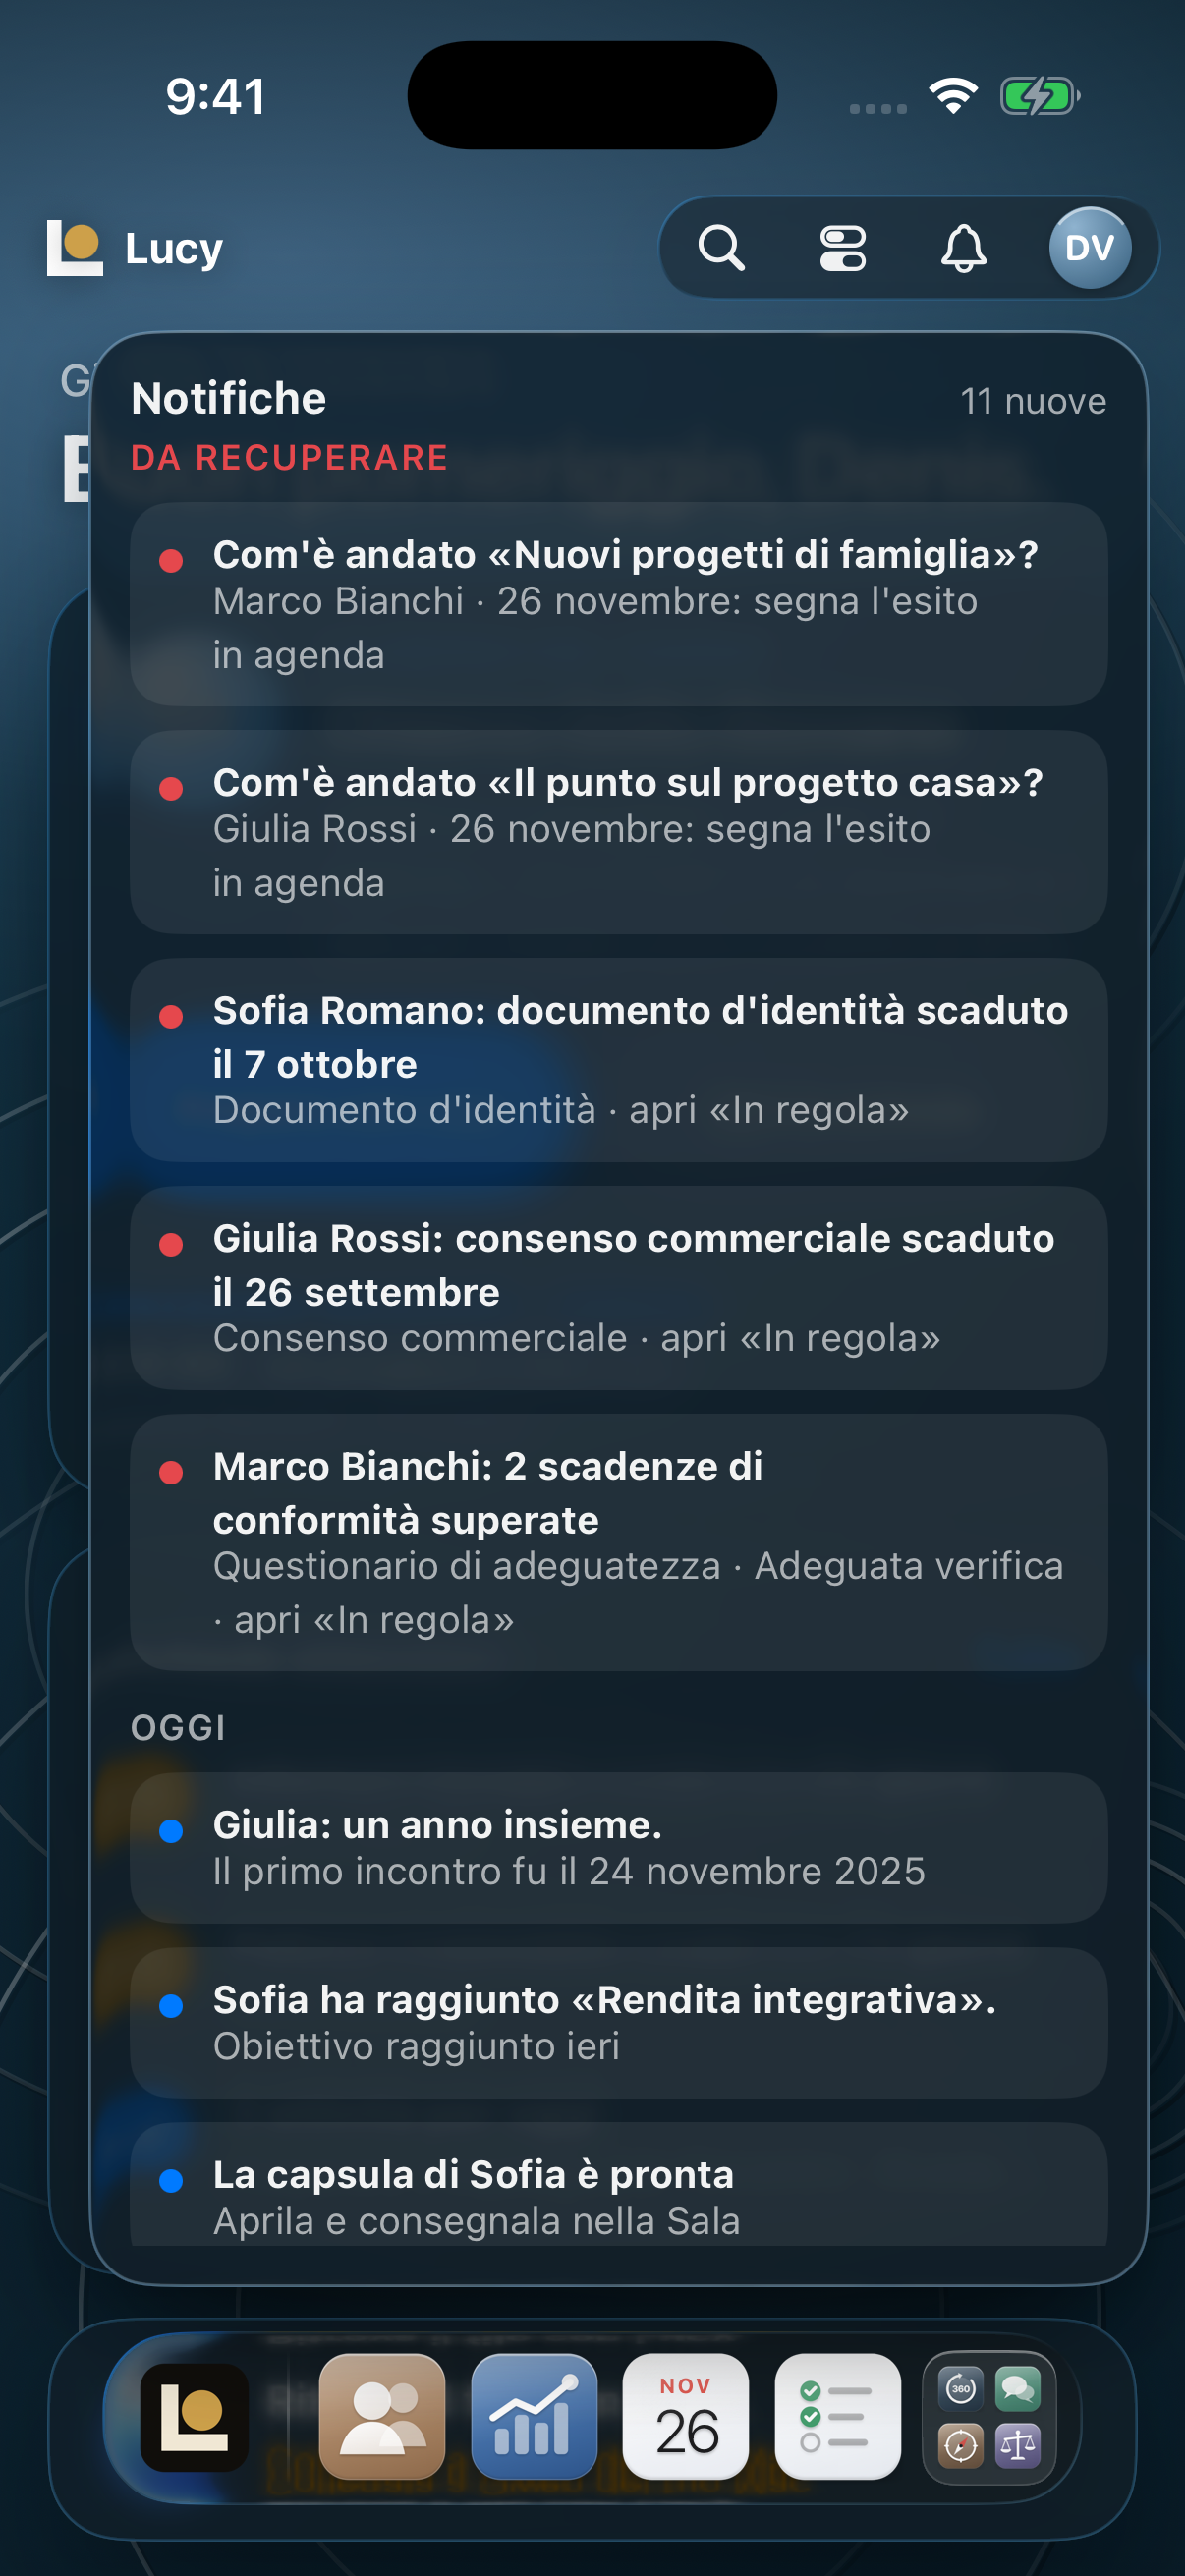 9:41
Lucy
DV
Notifiche
11 nuove
DA RECUPERARE
Com'è andato «Nuovi progetti di famiglia»?
Marco Bianchi · 26 novembre: segna l'esito
in agenda
Com'è andato «Il punto sul progetto casa»?
Giulia Rossi · 26 novembre: segna l'esito
in agenda
Sofia Romano: documento d'identità scaduto
il 7 ottobre
Documento d'identità · apri «In regola»
Giulia Rossi: consenso commerciale scaduto
il 26 settembre
Consenso commerciale · apri «In regola»
Marco Bianchi: 2 scadenze di
conformità superate
Questionario di adeguatezza · Adeguata verifica
· apri «In regola»
OGGI
Giulia: un anno insieme.
Il primo incontro fu il 24 novembre 2025
Sofia ha raggiunto «Rendita integrativa».
Obiettivo raggiunto ieri
La capsula di Sofia è pronta
Aprila e consegnala nella Sala
NOV
26
360